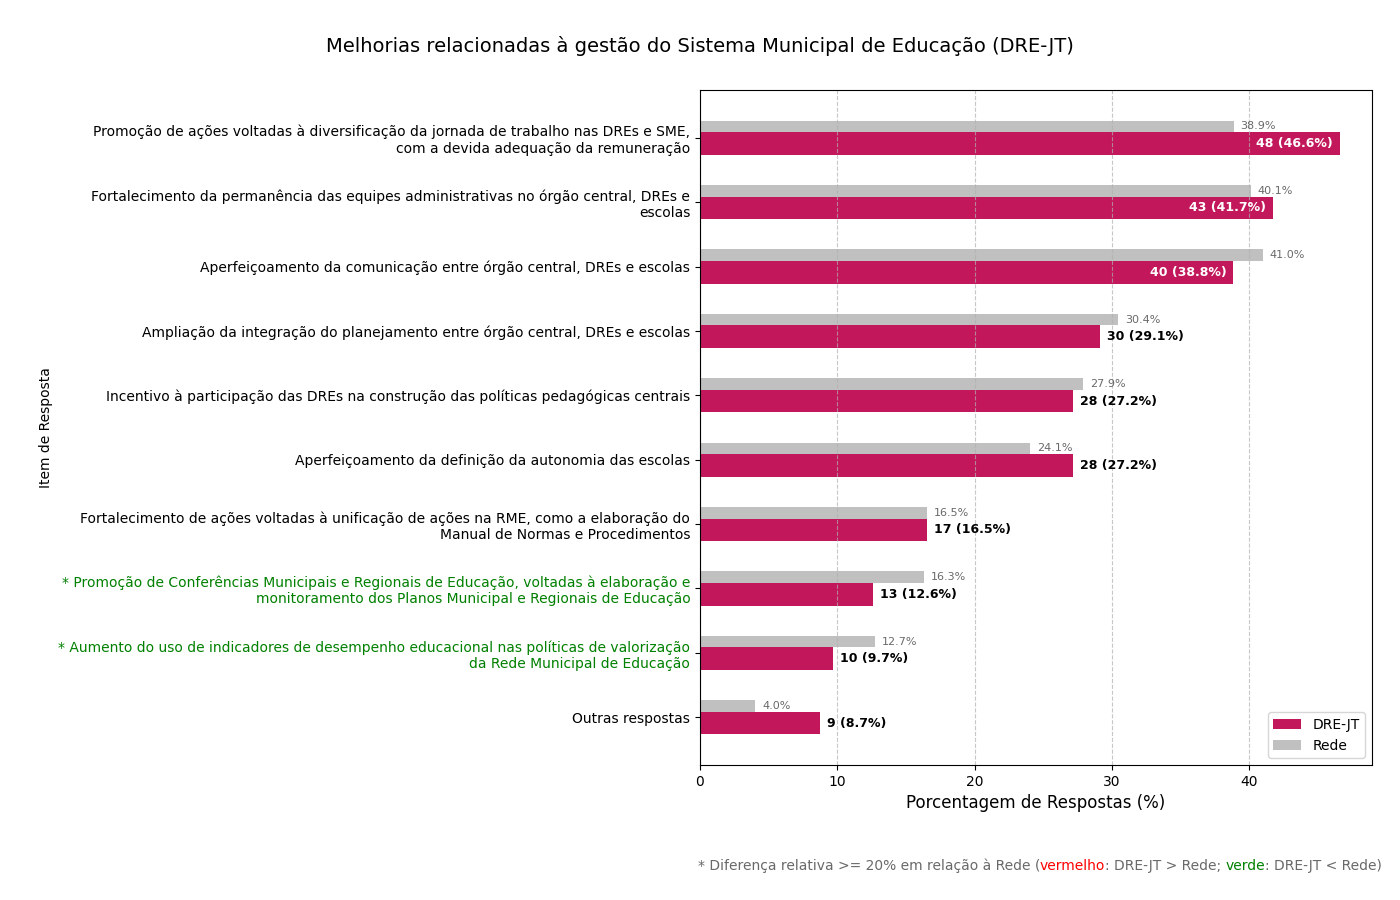 Melhorias relacionadas à gestão do Sistema Municipal de Educação (DRE-JT)
Promoção de ações voltadas à diversificação da jornada de trabalho nas DREs e SME,
com a devida adequação da remuneração
38.9%
48 (46.6%)
Fortalecimento da permanência das equipes administrativas no órgão central, DREs e
escolas
40.1%
43 (41.7%)
Aperfeiçoamento da comunicação entre órgão central, DREs e escolas
41.0%
40 (38.8%)
Ampliação da integração do planejamento entre órgão central, DREs e escolas
30.4%
30 (29.1%)
Incentivo à participação das DREs na construção das políticas pedagógicas centrais
27.9%
28 (27.2%)
Aperfeiçoamento da definição da autonomia das escolas
24.1%
28 (27.2%)
Fortalecimento de ações voltadas à unificação de ações na RME, como a elaboração do
Manual de Normas e Procedimentos
16.5%
17 (16.5%)
* Promoção de Conferências Municipais e Regionais de Educação, voltadas à elaboração e
monitoramento dos Planos Municipal e Regionais de Educação
16.3%
13 (12.6%)
* Aumento do uso de indicadores de desempenho educacional nas políticas de valorização
da Rede Municipal de Educação
12.7%
10 (9.7%)
Outras respostas
4.0%
9 (8.7%)
Item de Resposta
DRE-JT
Rede
0 10 20 30 40
Porcentagem de Respostas (%)
* Diferença relativa >= 20% em relação à Rede (vermelho: DRE-JT > Rede; verde: DRE-JT < Rede)